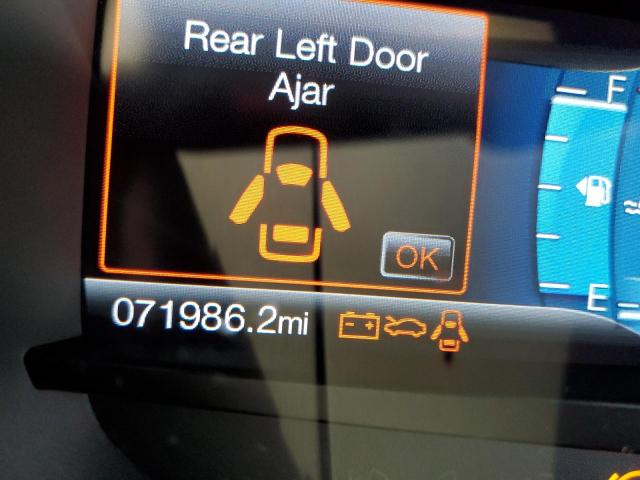 Rear Left Door
Ajar
OK
071986.2mi
F
E